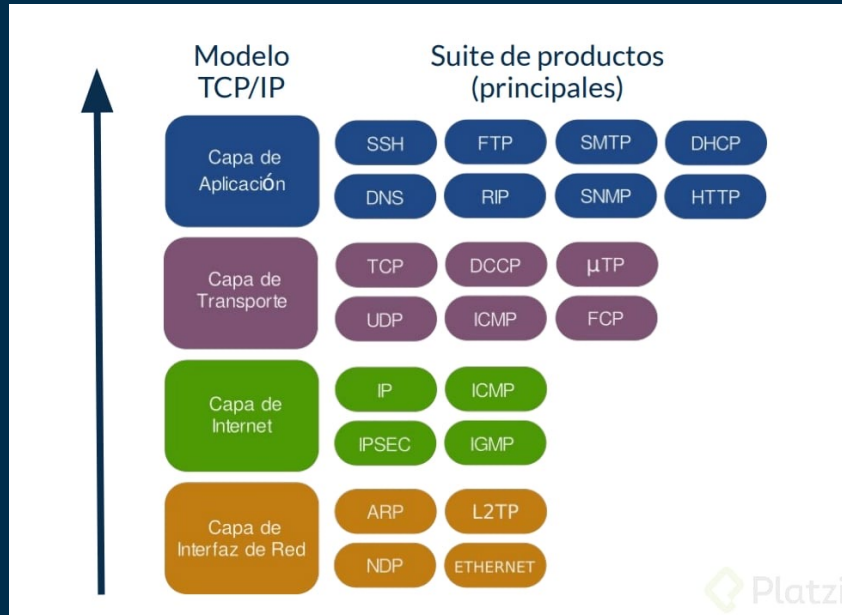 Modelo
TCP/IP
Suite de productos
(principales)
Capa de
Aplicación
SSH
FTP
SMTP
DHCP
DNS
RIP
SNMP
HTTP
Capa de
Transporte
TCP
DCCP
µTP
UDP
ICMP
FCP
Capa de
Internet
IP
ICMP
IPSEC
IGMP
Capa de
Interfaz de Red
ARP
L2TP
NDP
ETHERNET
Platzi